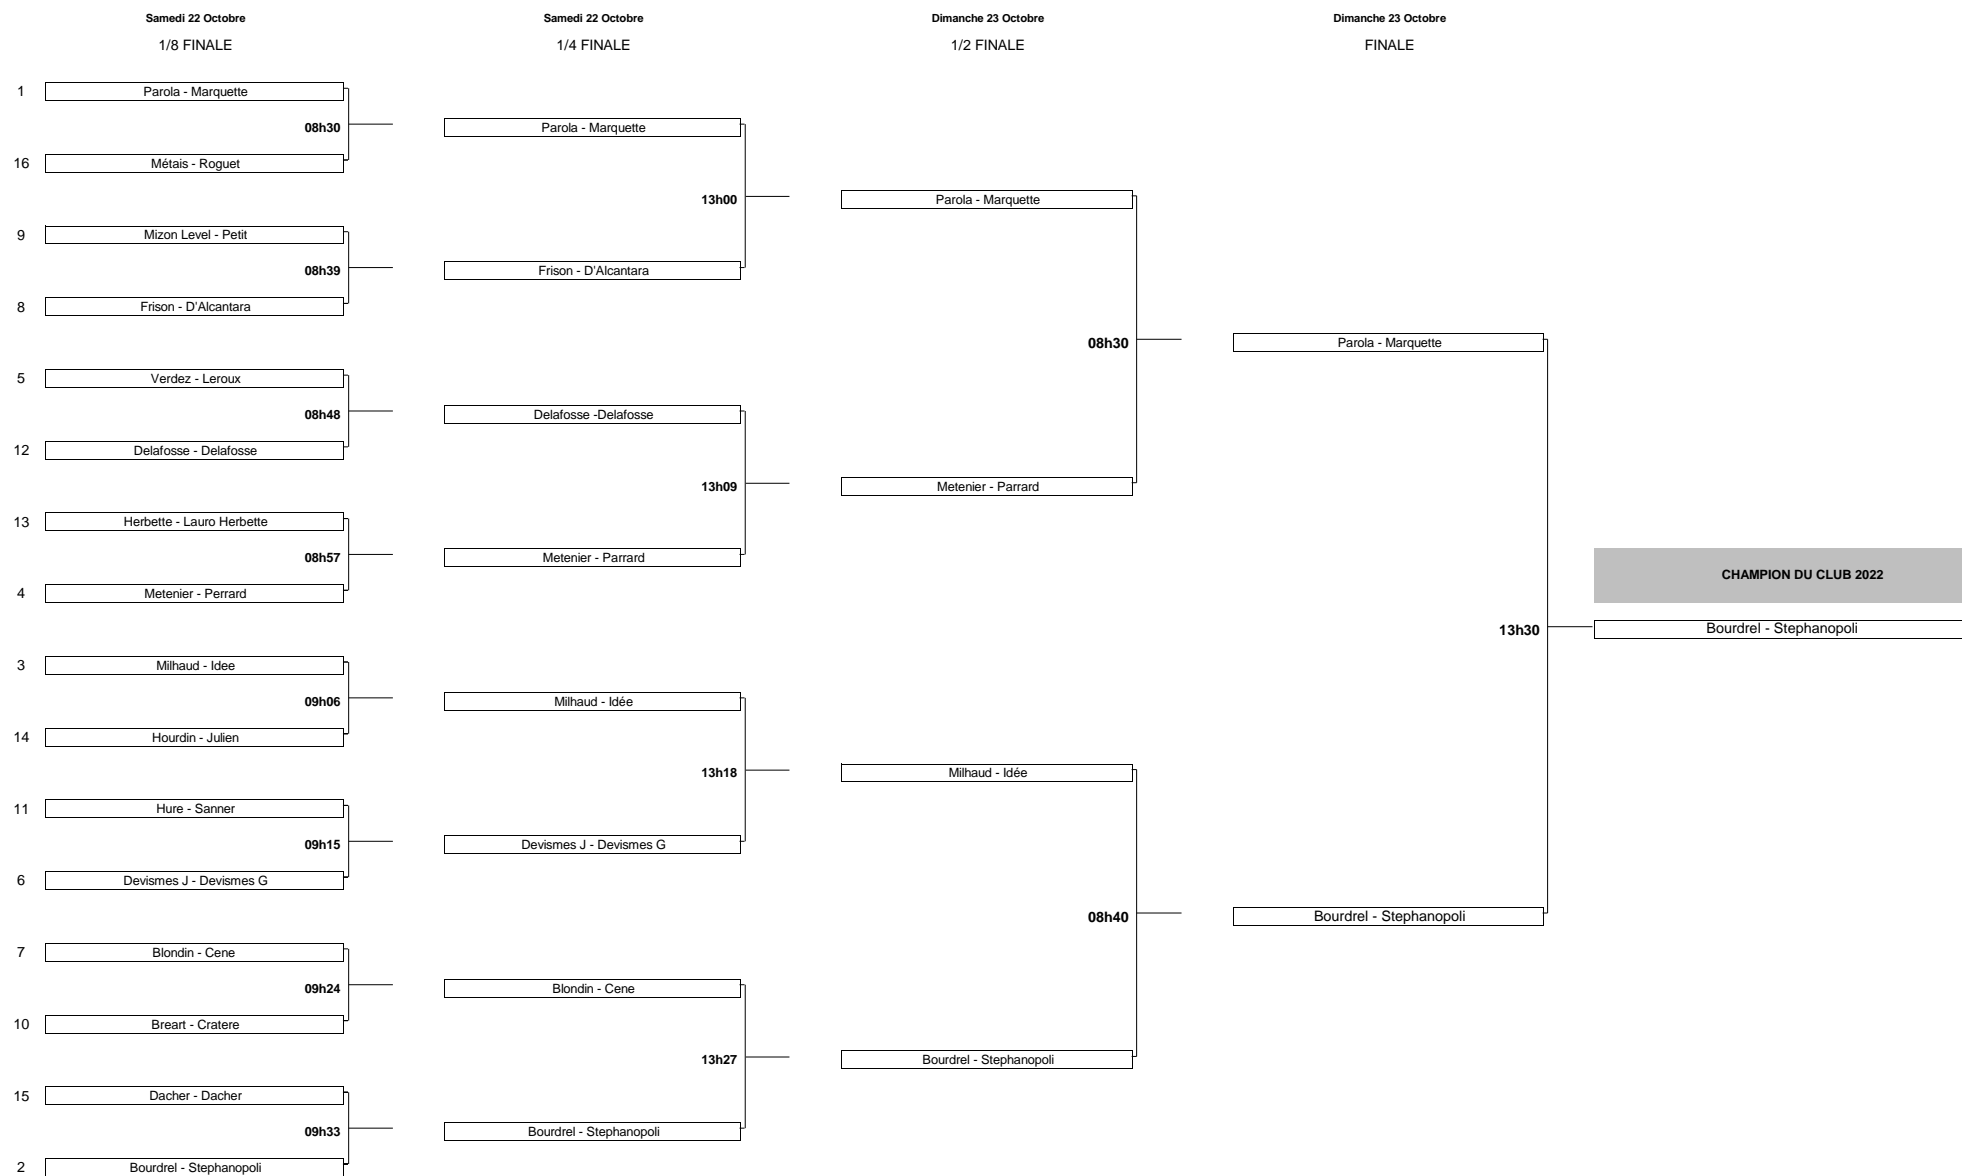 Samedi 22 Octobre
Samedi 22 Octobre
Dimanche 23 Octobre
Dimanche 23 Octobre
1/8 FINALE
1/4 FINALE
1/2 FINALE
FINALE
1 Parola - Marquette
08h30
16 Métais - Roguet
9 Mizon Level - Petit
08h39
8 Frison - D'Alcantara
5 Verdez - Leroux
08h48
12 Delafosse - Delafosse
13 Herbette - Lauro Herbette
08h57
4 Metenier - Perrard
3 Milhaud - Idee
09h06
14 Hourdin - Julien
11 Hure - Sanner
09h15
6 Devismes J - Devismes G
7 Blondin - Cene
09h24
10 Breart - Cratere
15 Dacher - Dacher
09h33
2 Bourdrel - Stephanopoli
Parola - Marquette
13h00
Frison - D'Alcantara
Delafosse -Delafosse
13h09
Metenier - Parrard
Milhaud - Idée
13h18
Devismes J - Devismes G
Blondin - Cene
13h27
Bourdrel - Stephanopoli
Parola - Marquette
08h30
Metenier - Parrard
Milhaud - Idée
08h40
Bourdrel - Stephanopoli
Parola - Marquette
13h30
Bourdrel - Stephanopoli
CHAMPION DU CLUB 2022
Bourdrel - Stephanopoli